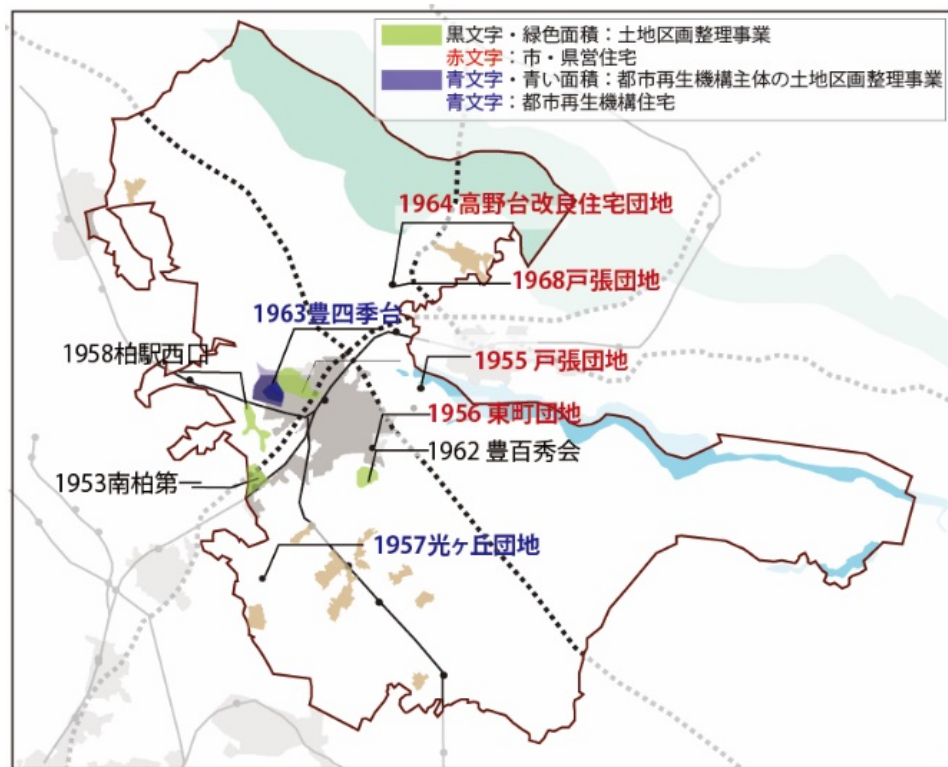 黒文字・緑色面積：土地区画整理事業
赤文字：市・県営住宅
青文字・青い面積：都市再生機構主体の土地区画整理事業
青文字：都市再生機構住宅
1964 高野台改良住宅団地
1968戸張団地
1963豊四季台
1958柏駅西口
1955 戸張団地
1956 東町団地
1962 豊百秀会
1953南柏第一
1957光ヶ丘団地